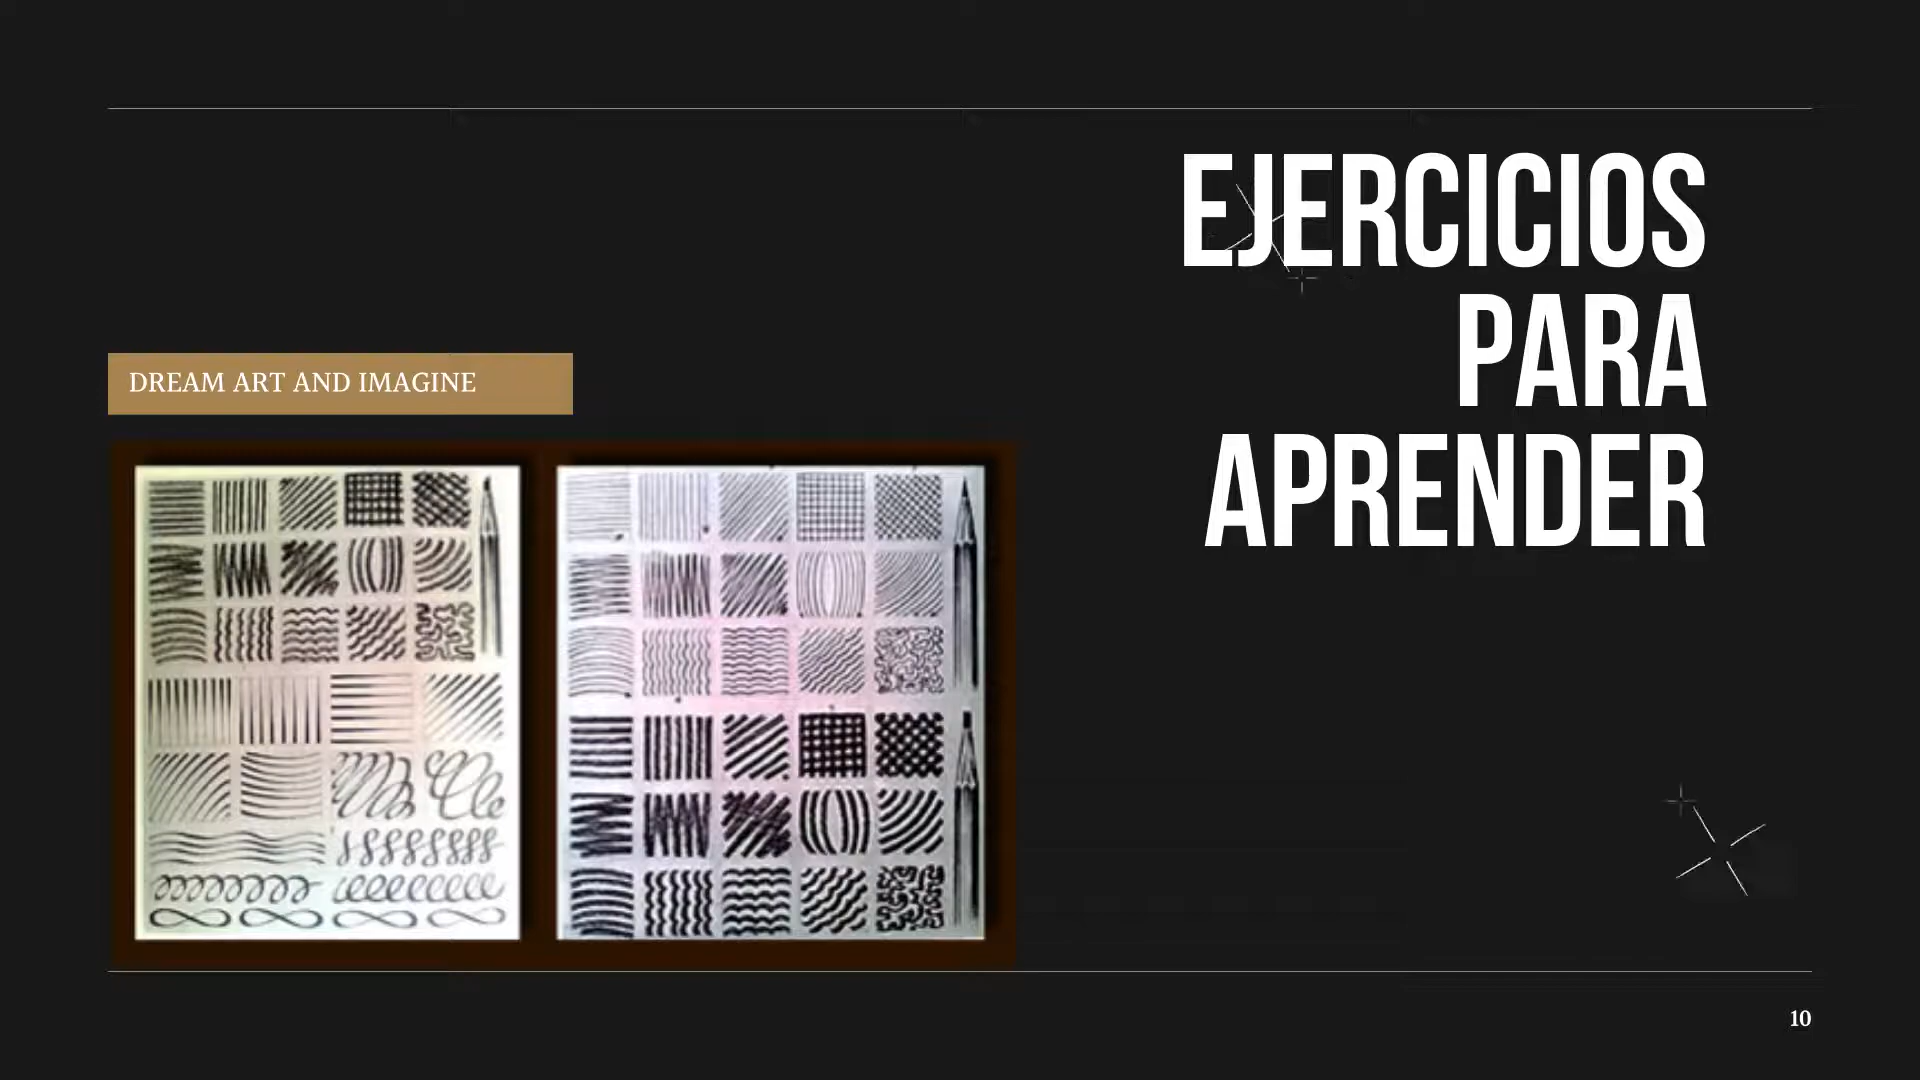 EJERCICIOS
PARA
APRENDER
DREAM ART AND IMAGINE
10